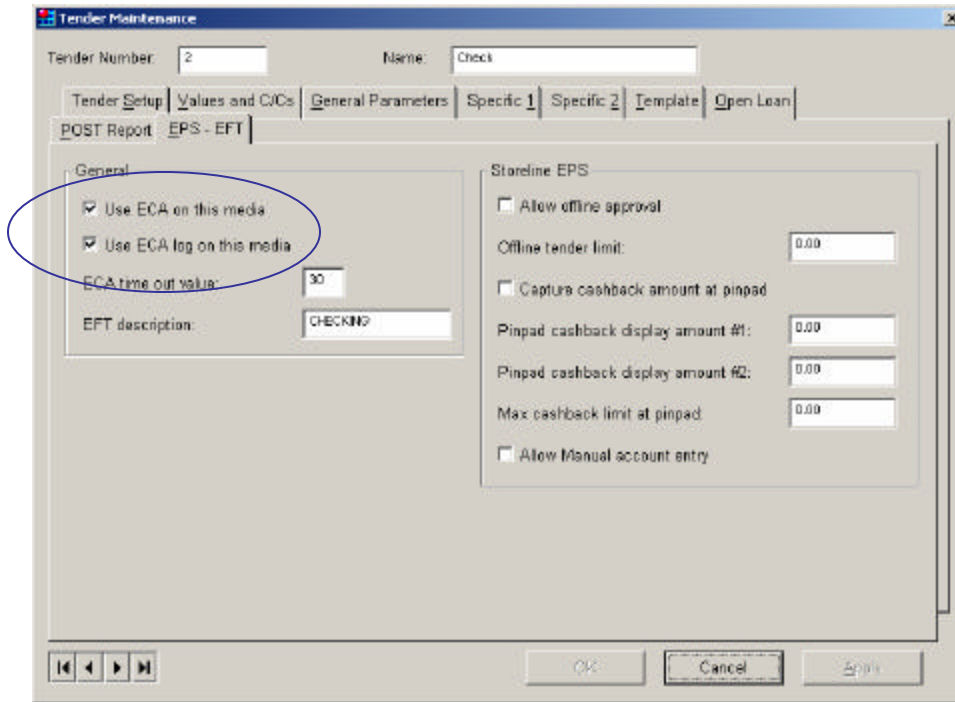 Tender Maintenance
Tender Number: 2 Name: Check
Tender Setup Values and C/Cs General Parameters Specific 1 Specific 2 Template Open Loan
POST Report EPS - EFT
General
Use ECA on this media
Use ECA log on this media
ECA time out value: 30
EFT description: CHECKING
Storeline EPS
Allow offline approval
Offline tender limit: 0.00
Capture cashback amount at pinpad
Pinpad cashback display amount #1: 0.00
Pinpad cashback display amount #2: 0.00
Max cashback limit at pinpad: 0.00
Allow Manual account entry
OK Cancel Apply